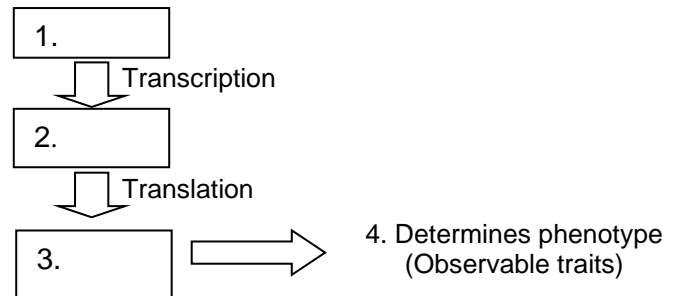 1.
Transcription
2.
Translation
3.
4. Determines phenotype
(Observable traits)